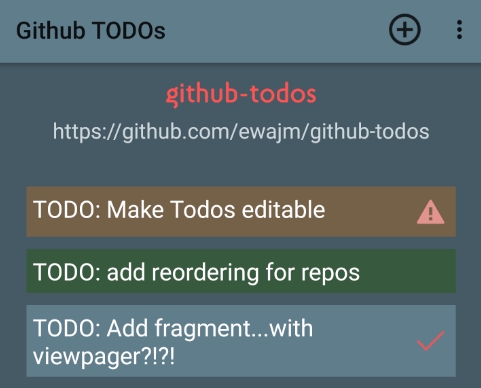 Github TODOs
github-todos
https://github.com/ewajm/github-todos
TODO: Make Todos editable
TODO: add reordering for repos
TODO: Add fragment...with
viewpager?!?!